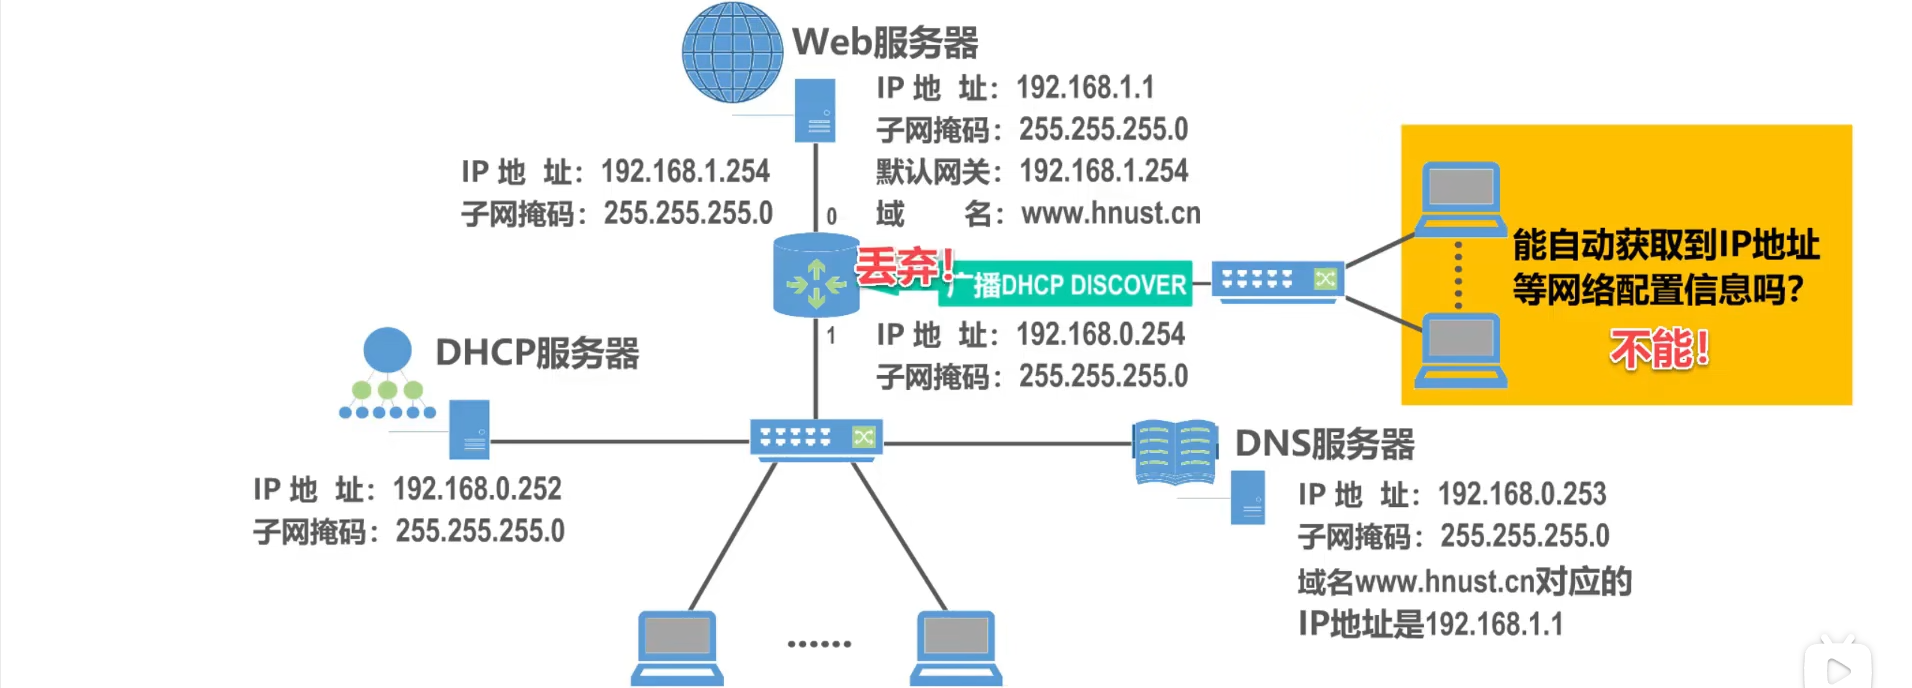 Web服务器
IP 地 址：192.168.1.1
子网掩码：255.255.255.0
默认网关：192.168.1.254
域 名：www.hnust.cn
IP 地 址：192.168.1.254
子网掩码：255.255.255.0
0
丢弃！
广播DHCP DISCOVER
能自动获取到IP地址
等网络配置信息吗？
不能！
1
IP 地 址：192.168.0.254
子网掩码：255.255.255.0
DHCP服务器
IP 地 址：192.168.0.252
子网掩码：255.255.255.0
DNS服务器
IP 地 址：192.168.0.253
子网掩码：255.255.255.0
域名www.hnust.cn对应的
IP地址是192.168.1.1